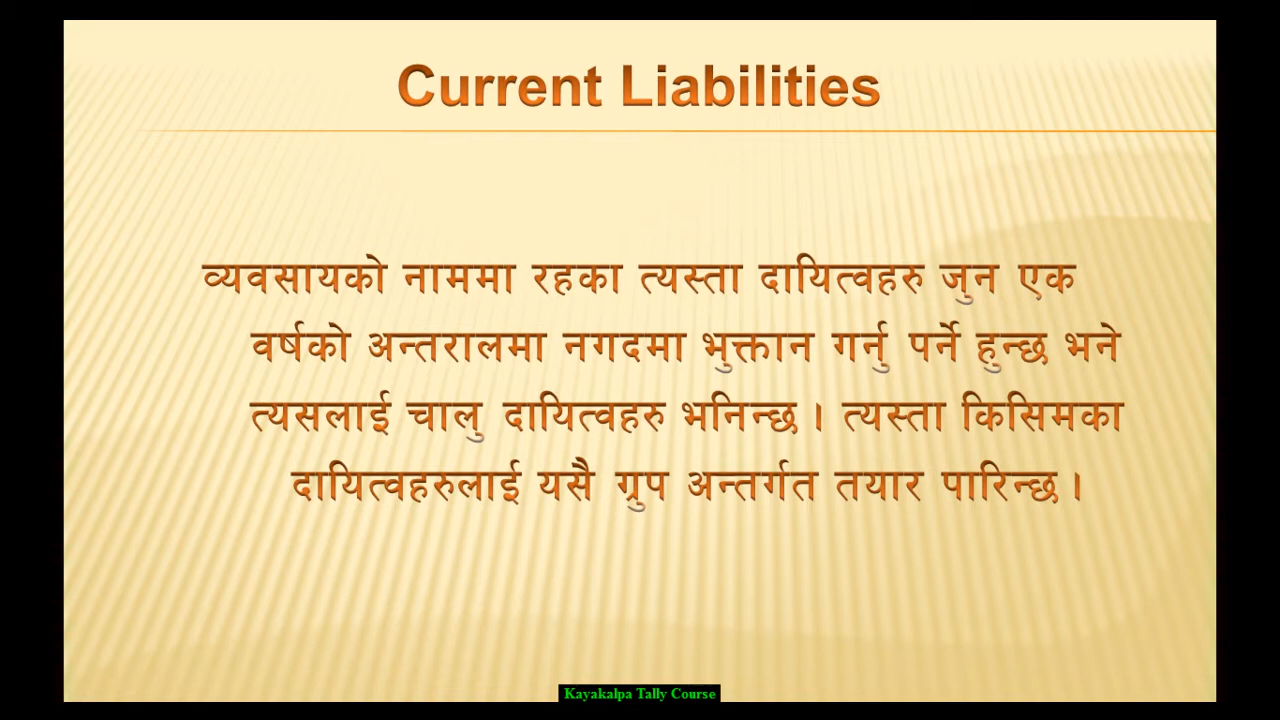 Current Liabilities
व्यवसायको नाममा रहका त्यस्ता दायित्वहरु जुन एक
वर्षको अन्तरालमा नगदमा भुक्तान गर्नु पर्ने हुन्छ भने
त्यसलाई चालु दायित्वहरु भनिन्छ । त्यस्ता किसिमका
दायित्वहरुलाई यसै ग्रुप अन्तर्गत तयार पारिन्छ ।
Kayakalpa Tally Course